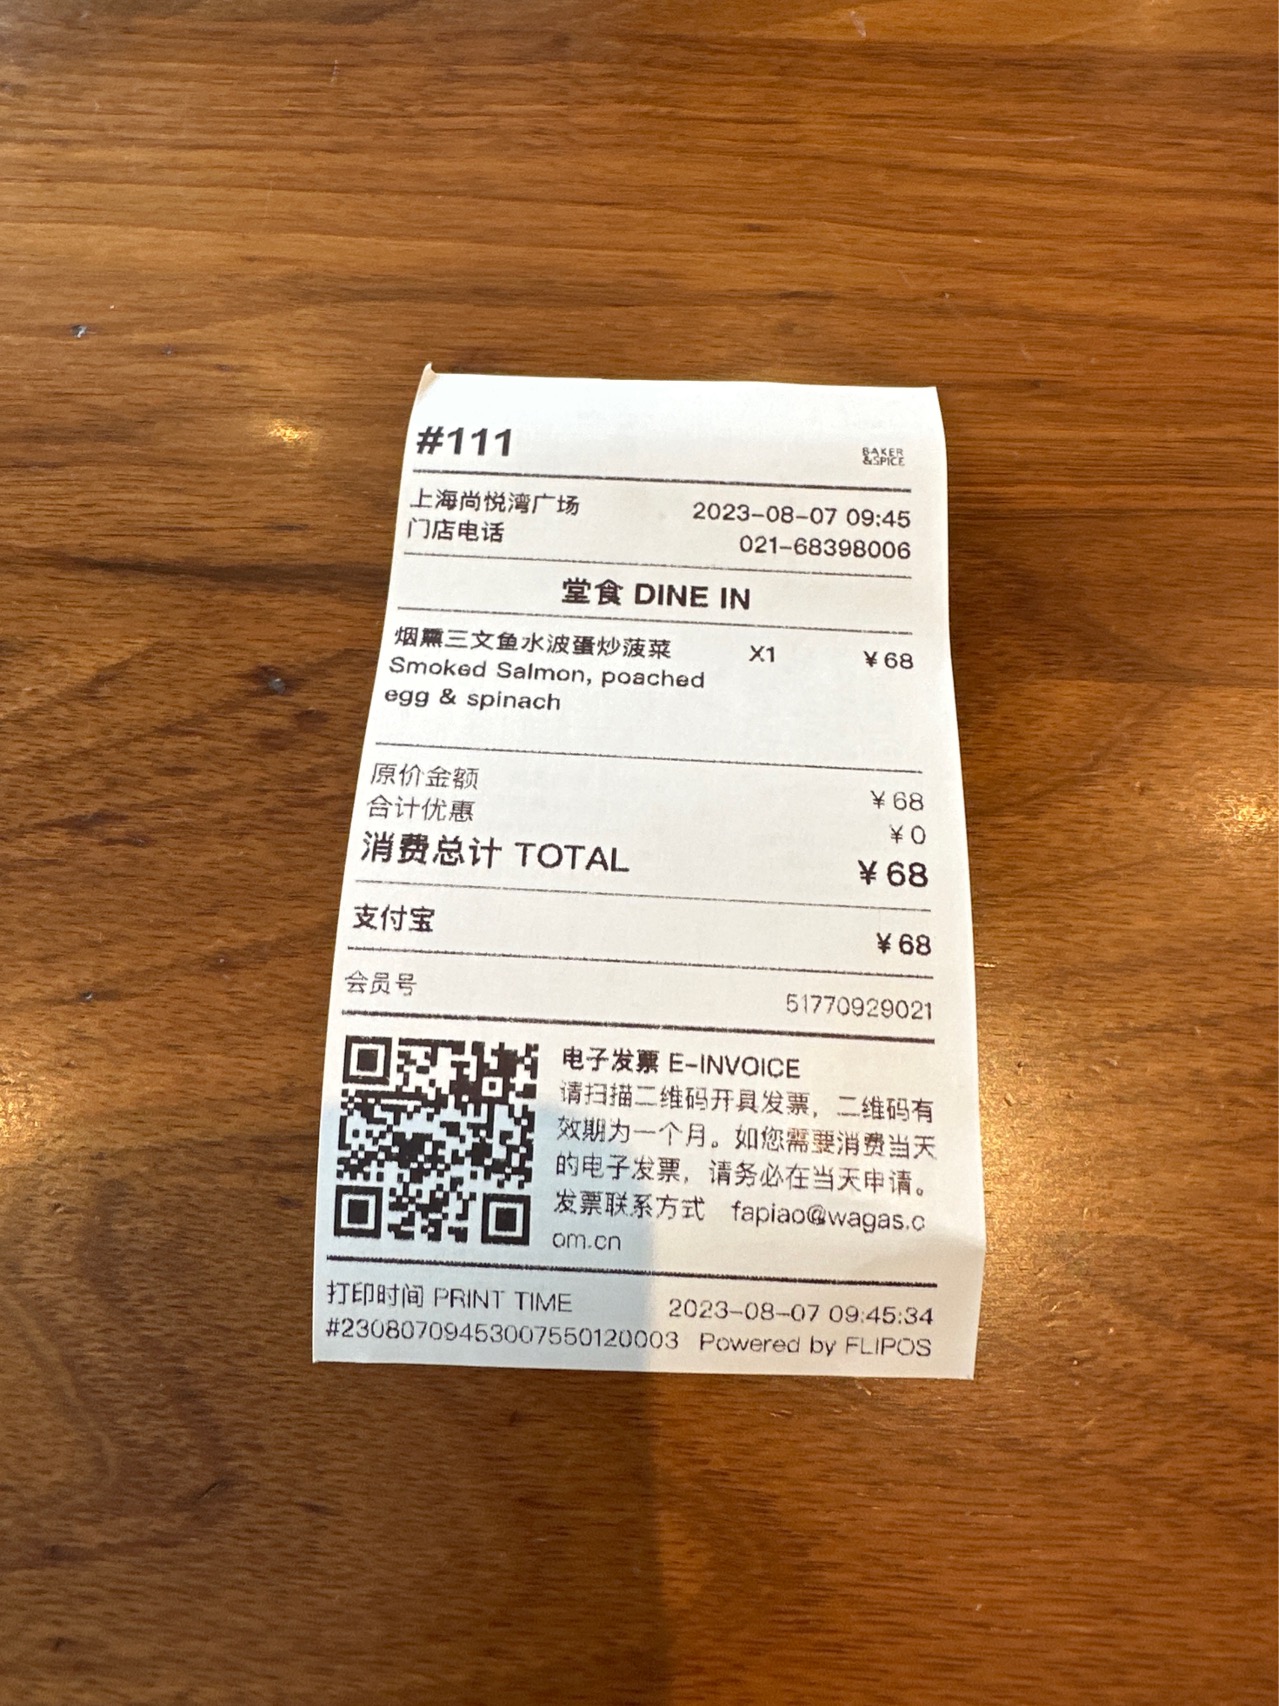 #111
BAKER
&SPICE
上海尚悦湾广场 2023-08-07 09:45
门店电话 021-68398006
堂食 DINE IN
烟熏三文鱼水波蛋炒菠菜 X1 ¥68
Smoked Salmon, poached
egg & spinach
原价金额 ¥68
合计优惠 ¥0
消费总计 TOTAL ¥68
支付宝 ¥68
会员号 51770929021
电子发票 E-INVOICE
请扫描二维码开具发票，二维码有
效期为一个月。如您需要消费当天
的电子发票，请务必在当天申请。
发票联系方式 fapiao@wagas.c
om.cn
打印时间 PRINT TIME 2023-08-07 09:45:34
#230807094530075501​20003 Powered by FLIPOS